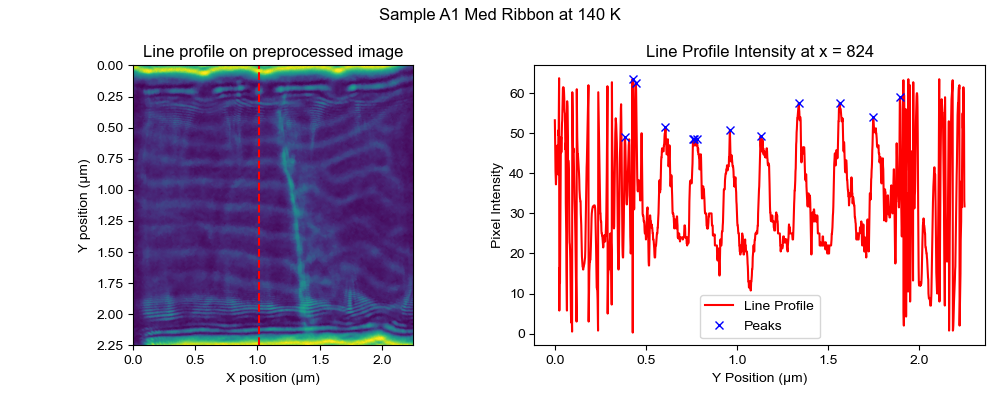 Sample A1 Med Ribbon at 140 K
Line profile on preprocessed image
Line Profile Intensity at x = 824
0.00
0.25
0.50
0.75
1.00
1.25
1.50
1.75
2.00
2.25
Y position (μm)
0.0 0.5 1.0 1.5 2.0
X position (μm)
60
50
40
30
20
10
0
Pixel Intensity
Line Profile
Peaks
0.0 0.5 1.0 1.5 2.0
Y Position (μm)